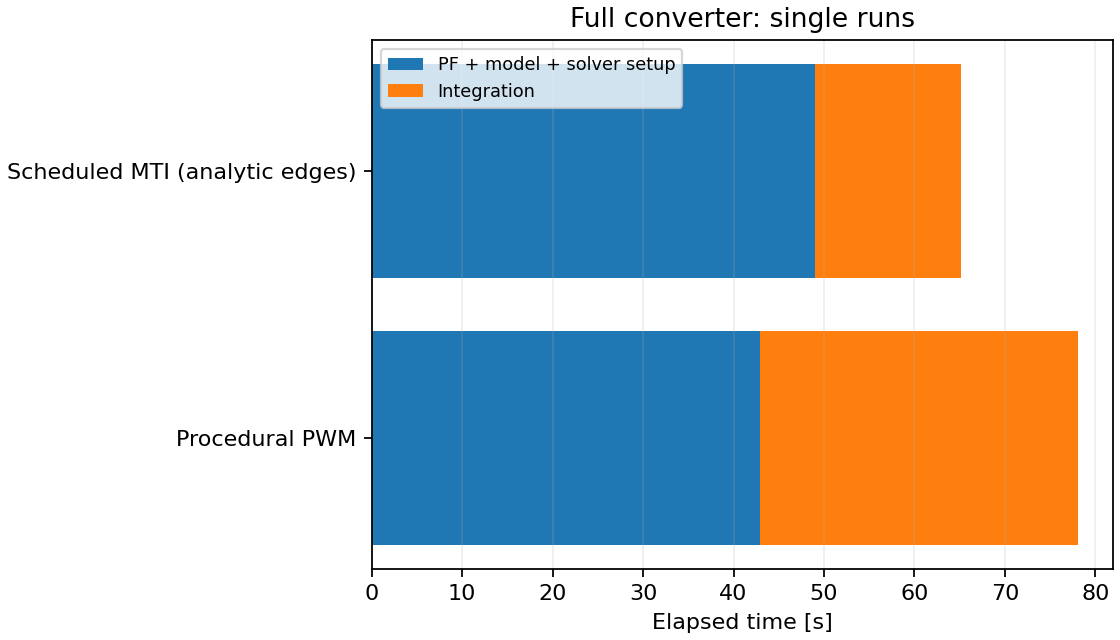 Full converter: single runs
PF + model + solver setup
Integration
Scheduled MTI (analytic edges)
Procedural PWM
0 10 20 30 40 50 60 70 80
Elapsed time [s]